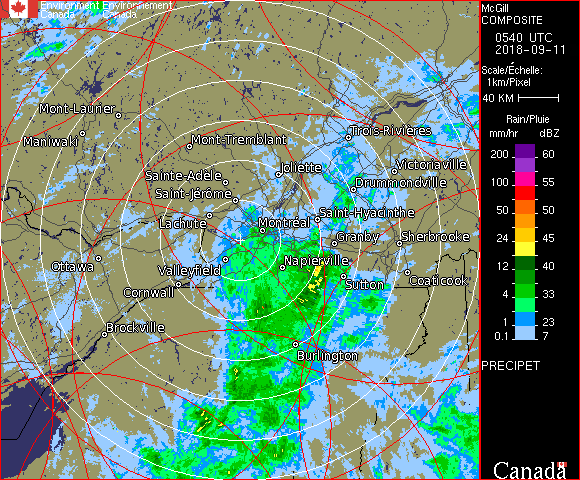 Environment Environnement
Canada Canada
Mont-Laurier
Trois-Rivières
Maniwaki
Mont-Tremblant
Joliette
Victoriaville
Sainte-Adèle
Drummondville
Saint-Jérôme
Saint-Hyacinthe
Lachute
Montréal
Granby
Sherbrooke
Ottawa
Valleyfield
Napierville
Sutton
Coaticook
Cornwall
Brockville
Burlington
McGill
COMPOSITE
0540 UTC
2018-09-11
Scale/Échelle:
1km/Pixel
40 KM
Rain/Pluie
mm/hr dBZ
200 60
100 55
50 50
24 45
12 40
4 33
1 23
0.1 7
PRECIPET
Canada